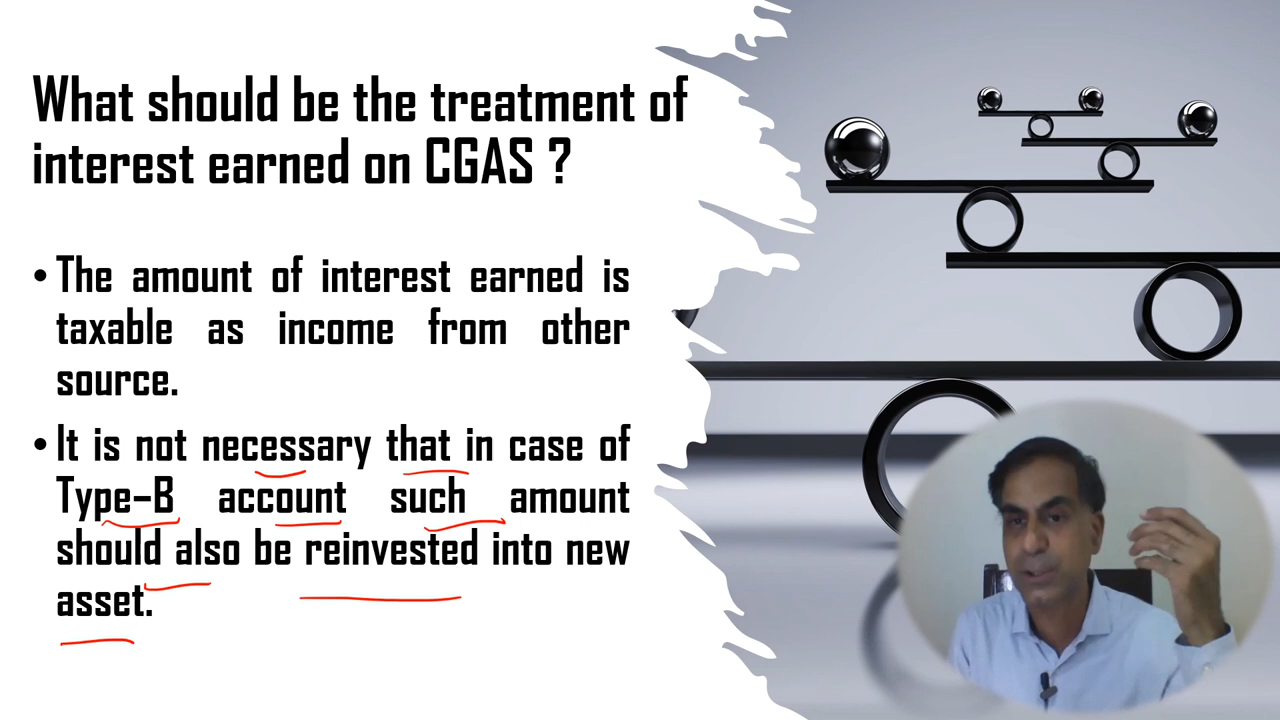 What should be the treatment of
interest earned on CGAS ?
• The amount of interest earned is
taxable as income from other
source.
• It is not necessary that in case of
Type-B account such amount
should also be reinvested into new
asset.